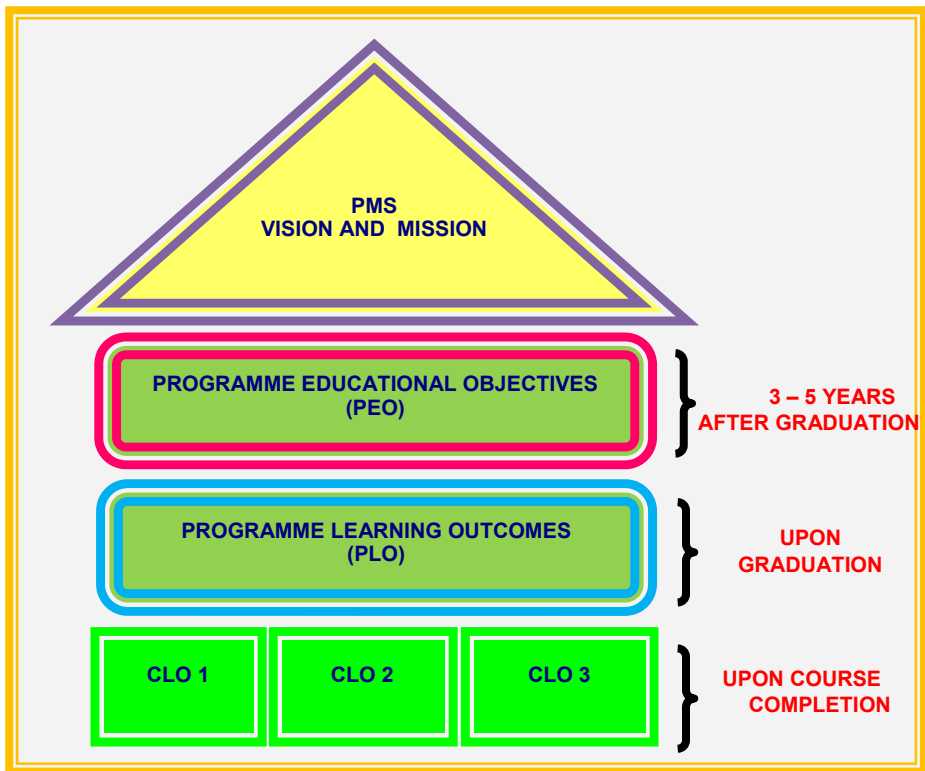 PMS
VISION AND MISSION
PROGRAMME EDUCATIONAL OBJECTIVES
(PEO)
3 – 5 YEARS
AFTER GRADUATION
PROGRAMME LEARNING OUTCOMES
(PLO)
UPON
GRADUATION
CLO 1
CLO 2
CLO 3
UPON COURSE
COMPLETION